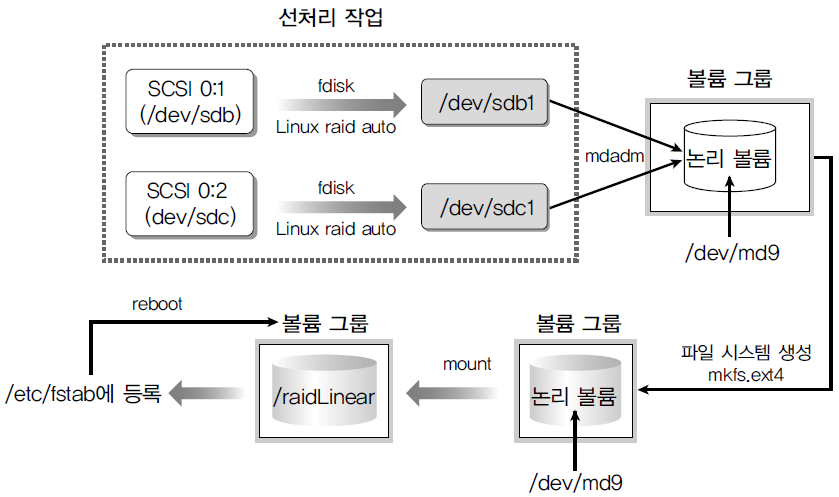 선처리 작업
SCSI 0:1
(/dev/sdb)
fdisk
Linux raid auto
/dev/sdb1
SCSI 0:2
(dev/sdc)
fdisk
Linux raid auto
/dev/sdc1
mdadm
볼륨 그룹
논리 볼륨
/dev/md9
파일 시스템 생성
mkfs.ext4
볼륨 그룹
논리 볼륨
/dev/md9
mount
볼륨 그룹
/raidLinear
/etc/fstab에 등록
reboot